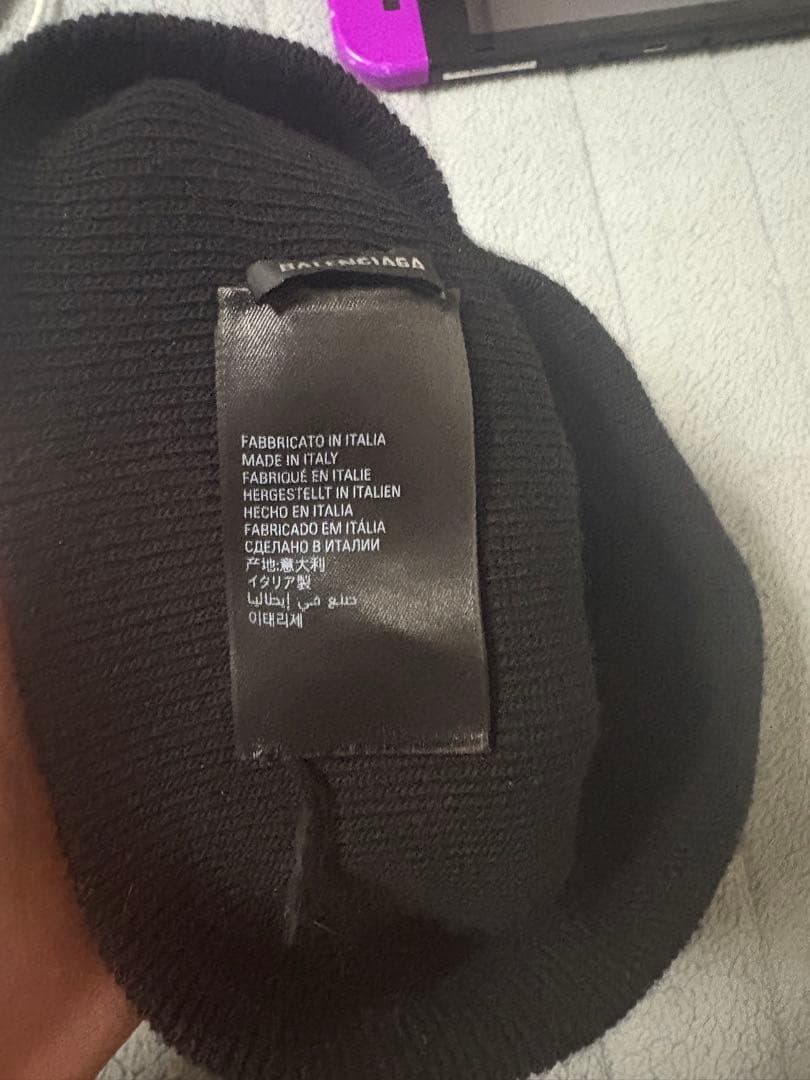 BALENCIAGA
FABBRICATO IN ITALIA
MADE IN ITALY
FABRIQUÉ EN ITALIE
HERGESTELLT IN ITALIEN
HECHO EN ITALIA
FABRICADO EM ITÁLIA
СДЕЛАНО В ИТАЛИИ
产地:意大利
イタリア製
صنع في إيطاليا
이태리제